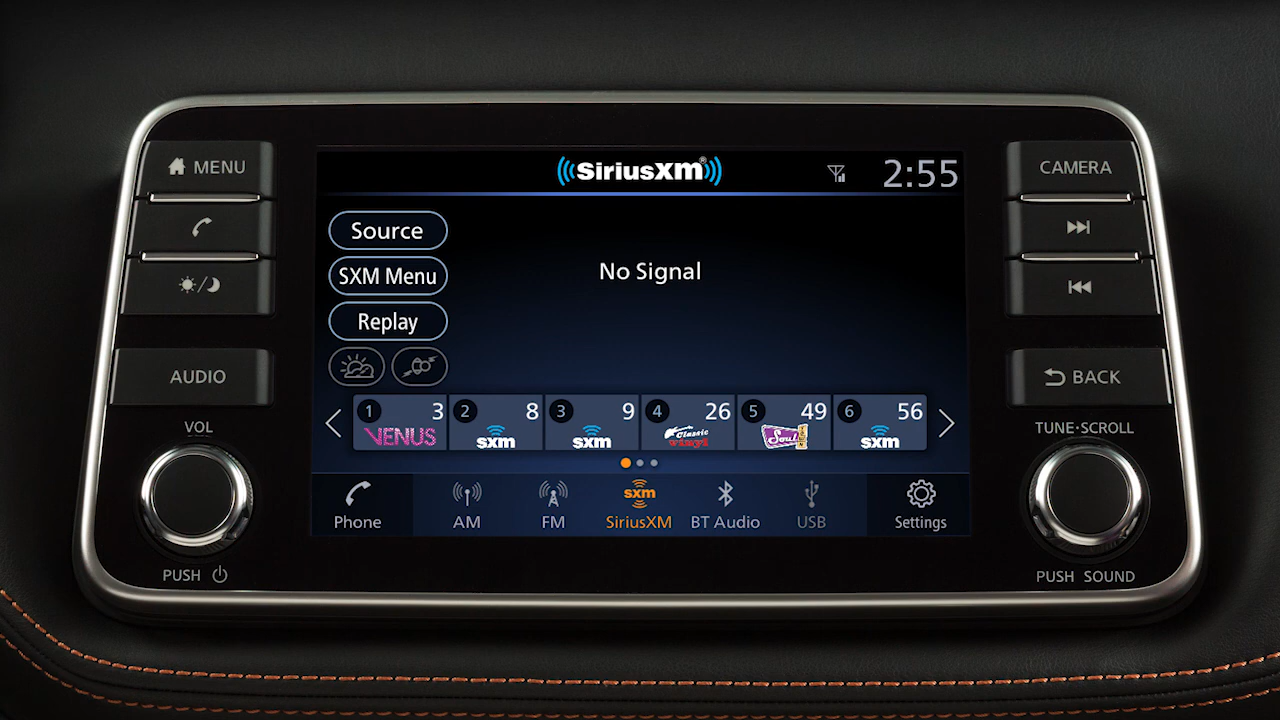 MENU
AUDIO
VOL
PUSH
SiriusXM®
2:55
Source
No Signal
SXM Menu
Replay
1 3 VENUS
2 8 sxm
3 9 sxm
4 26 Classic Vinyl
5 49 Soul Town
6 56 sxm
Phone
AM
FM
sxm
SiriusXM
BT Audio
USB
Settings
CAMERA
BACK
TUNE·SCROLL
PUSH SOUND